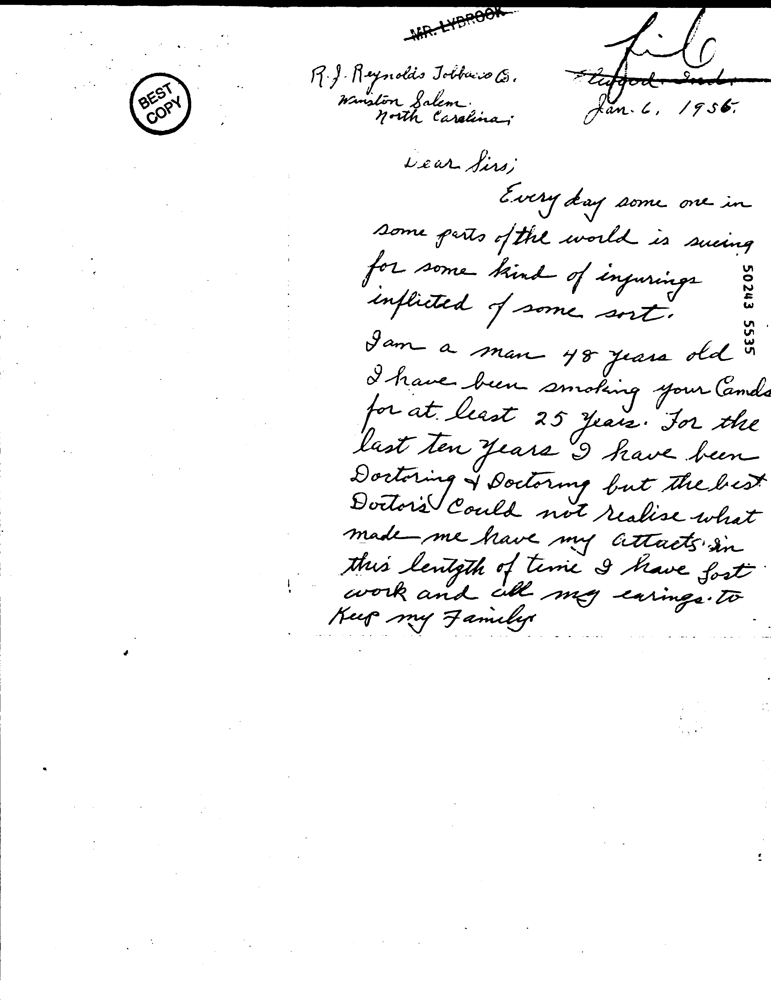 MR. LYBROOK
file
R. J. Reynolds Tobbacco Co.
Winston Salem.
North Carolina;
Ind.
Jan. 6, 1956.
BEST COPY
Dear Sirs;
Every day some one in
some parts of the world is sueing
for some kind of injurings
inflicted of some sort.
I am a man 48 years old
I have been smoking your Camels
for at least 25 years. For the
last ten years I have been
Doctoring & Doctoring but the best
Doctors could not realise what
made me have my attacts. In
this lentgth of time I have lost
work and all my earings to
Keep my Family
50243 5535